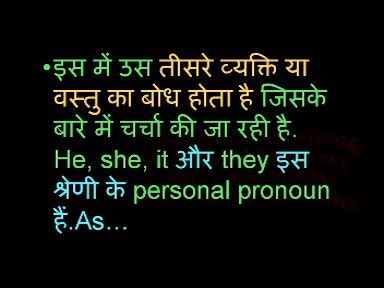 •इस में उस तीसरे व्यक्ति या
वस्तु का बोध होता है जिसके
बारे में चर्चा की जा रही है.
He, she, it और they इस
श्रेणी के personal pronoun
हैं.As…